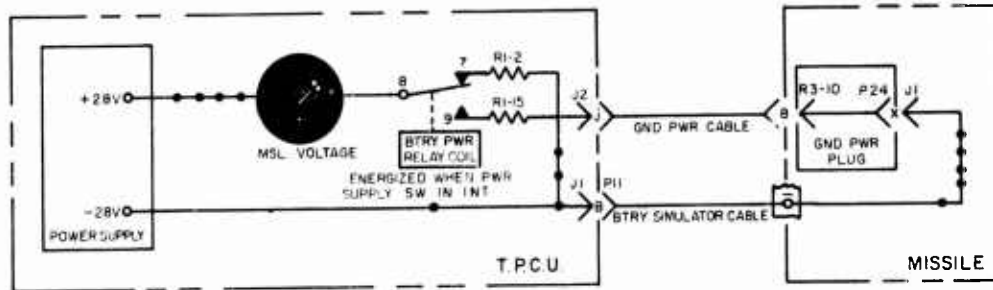 +28V
MSL VOLTAGE
8
7
R1-2
9
R1-15
BTRY PWR
RELAY COIL
ENERGIZED WHEN PWR
SUPPLY SW IN INT
-28V
POWER SUPPLY
J2
J
GND PWR CABLE
B
R3-10
P24
X
J1
GND PWR
PLUG
J1
P11
B
BTRY SIMULATOR CABLE
T.P.C.U.
MISSILE